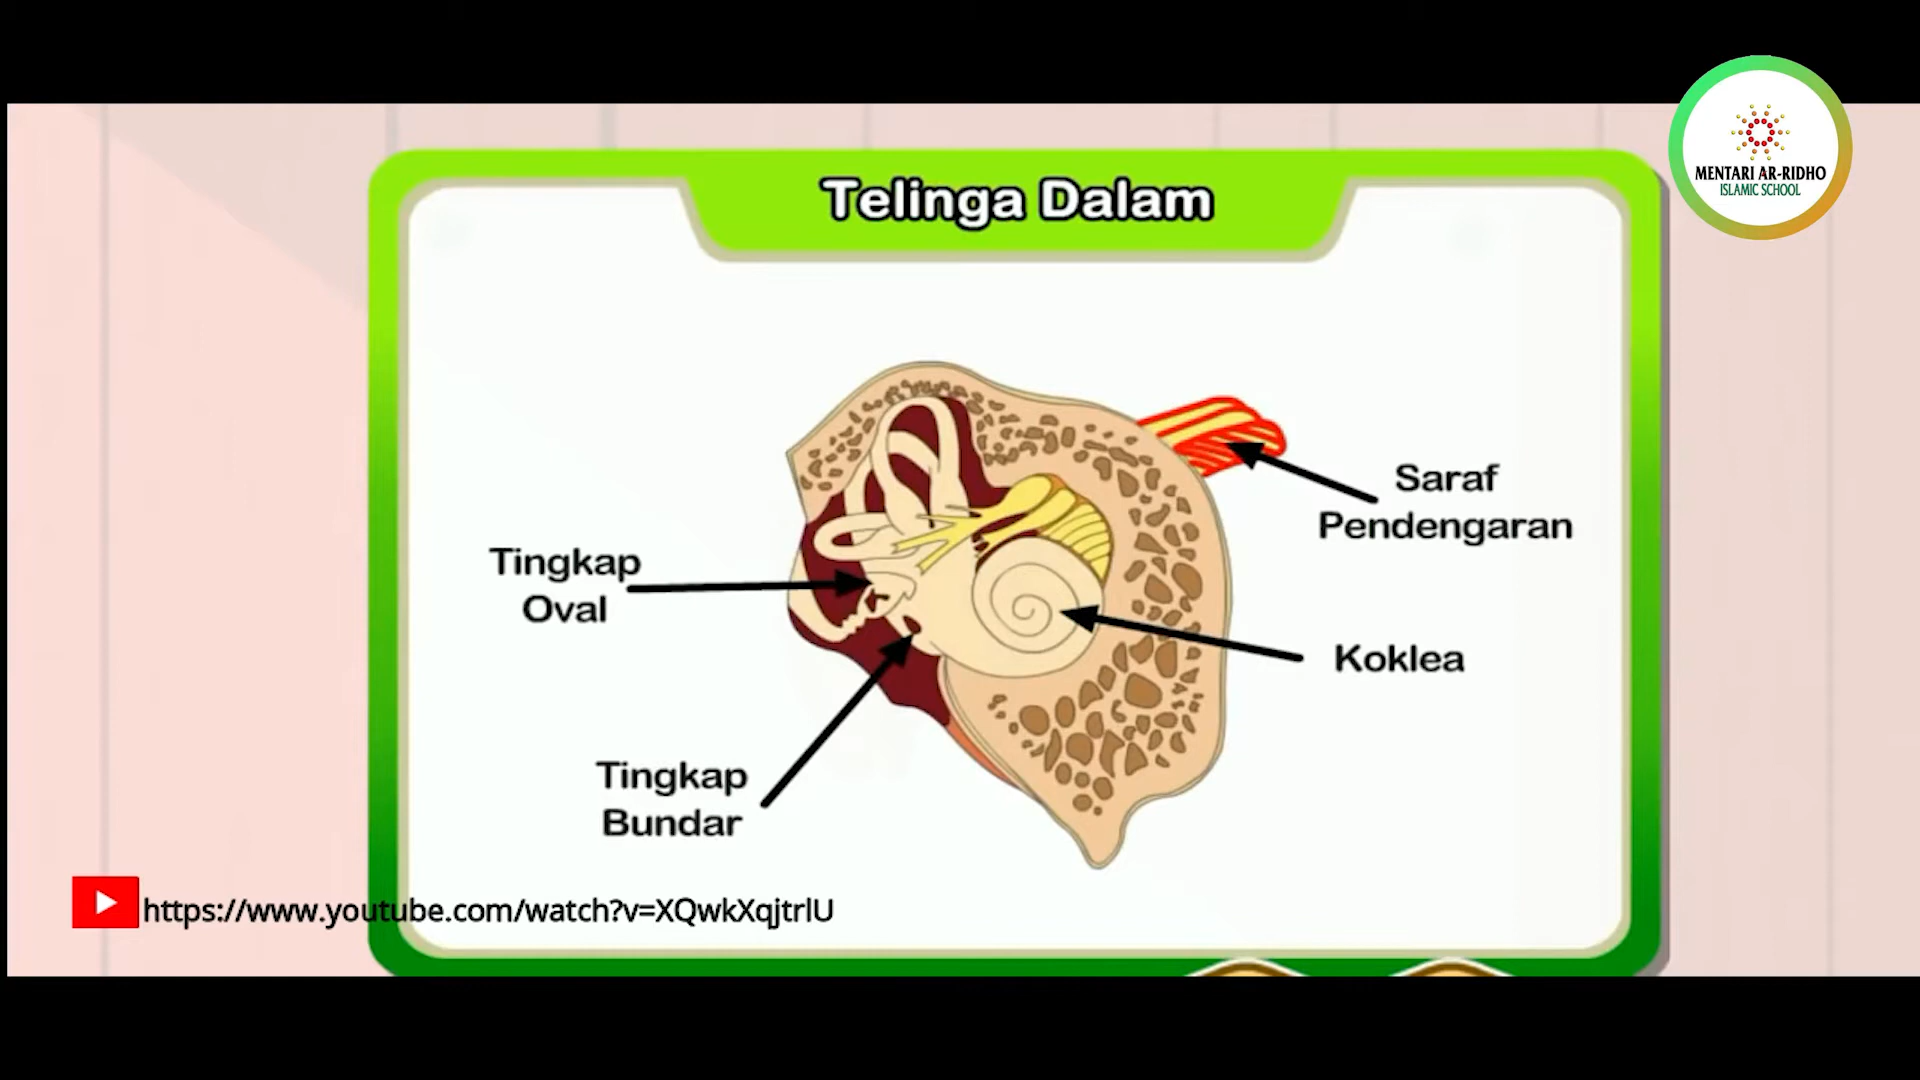 MENTARI AR-RIDHO
ISLAMIC SCHOOL
Telinga Dalam
Saraf
Pendengaran
Tingkap
Oval
Koklea
Tingkap
Bundar
https://www.youtube.com/watch?v=XQwkXqjtrlU